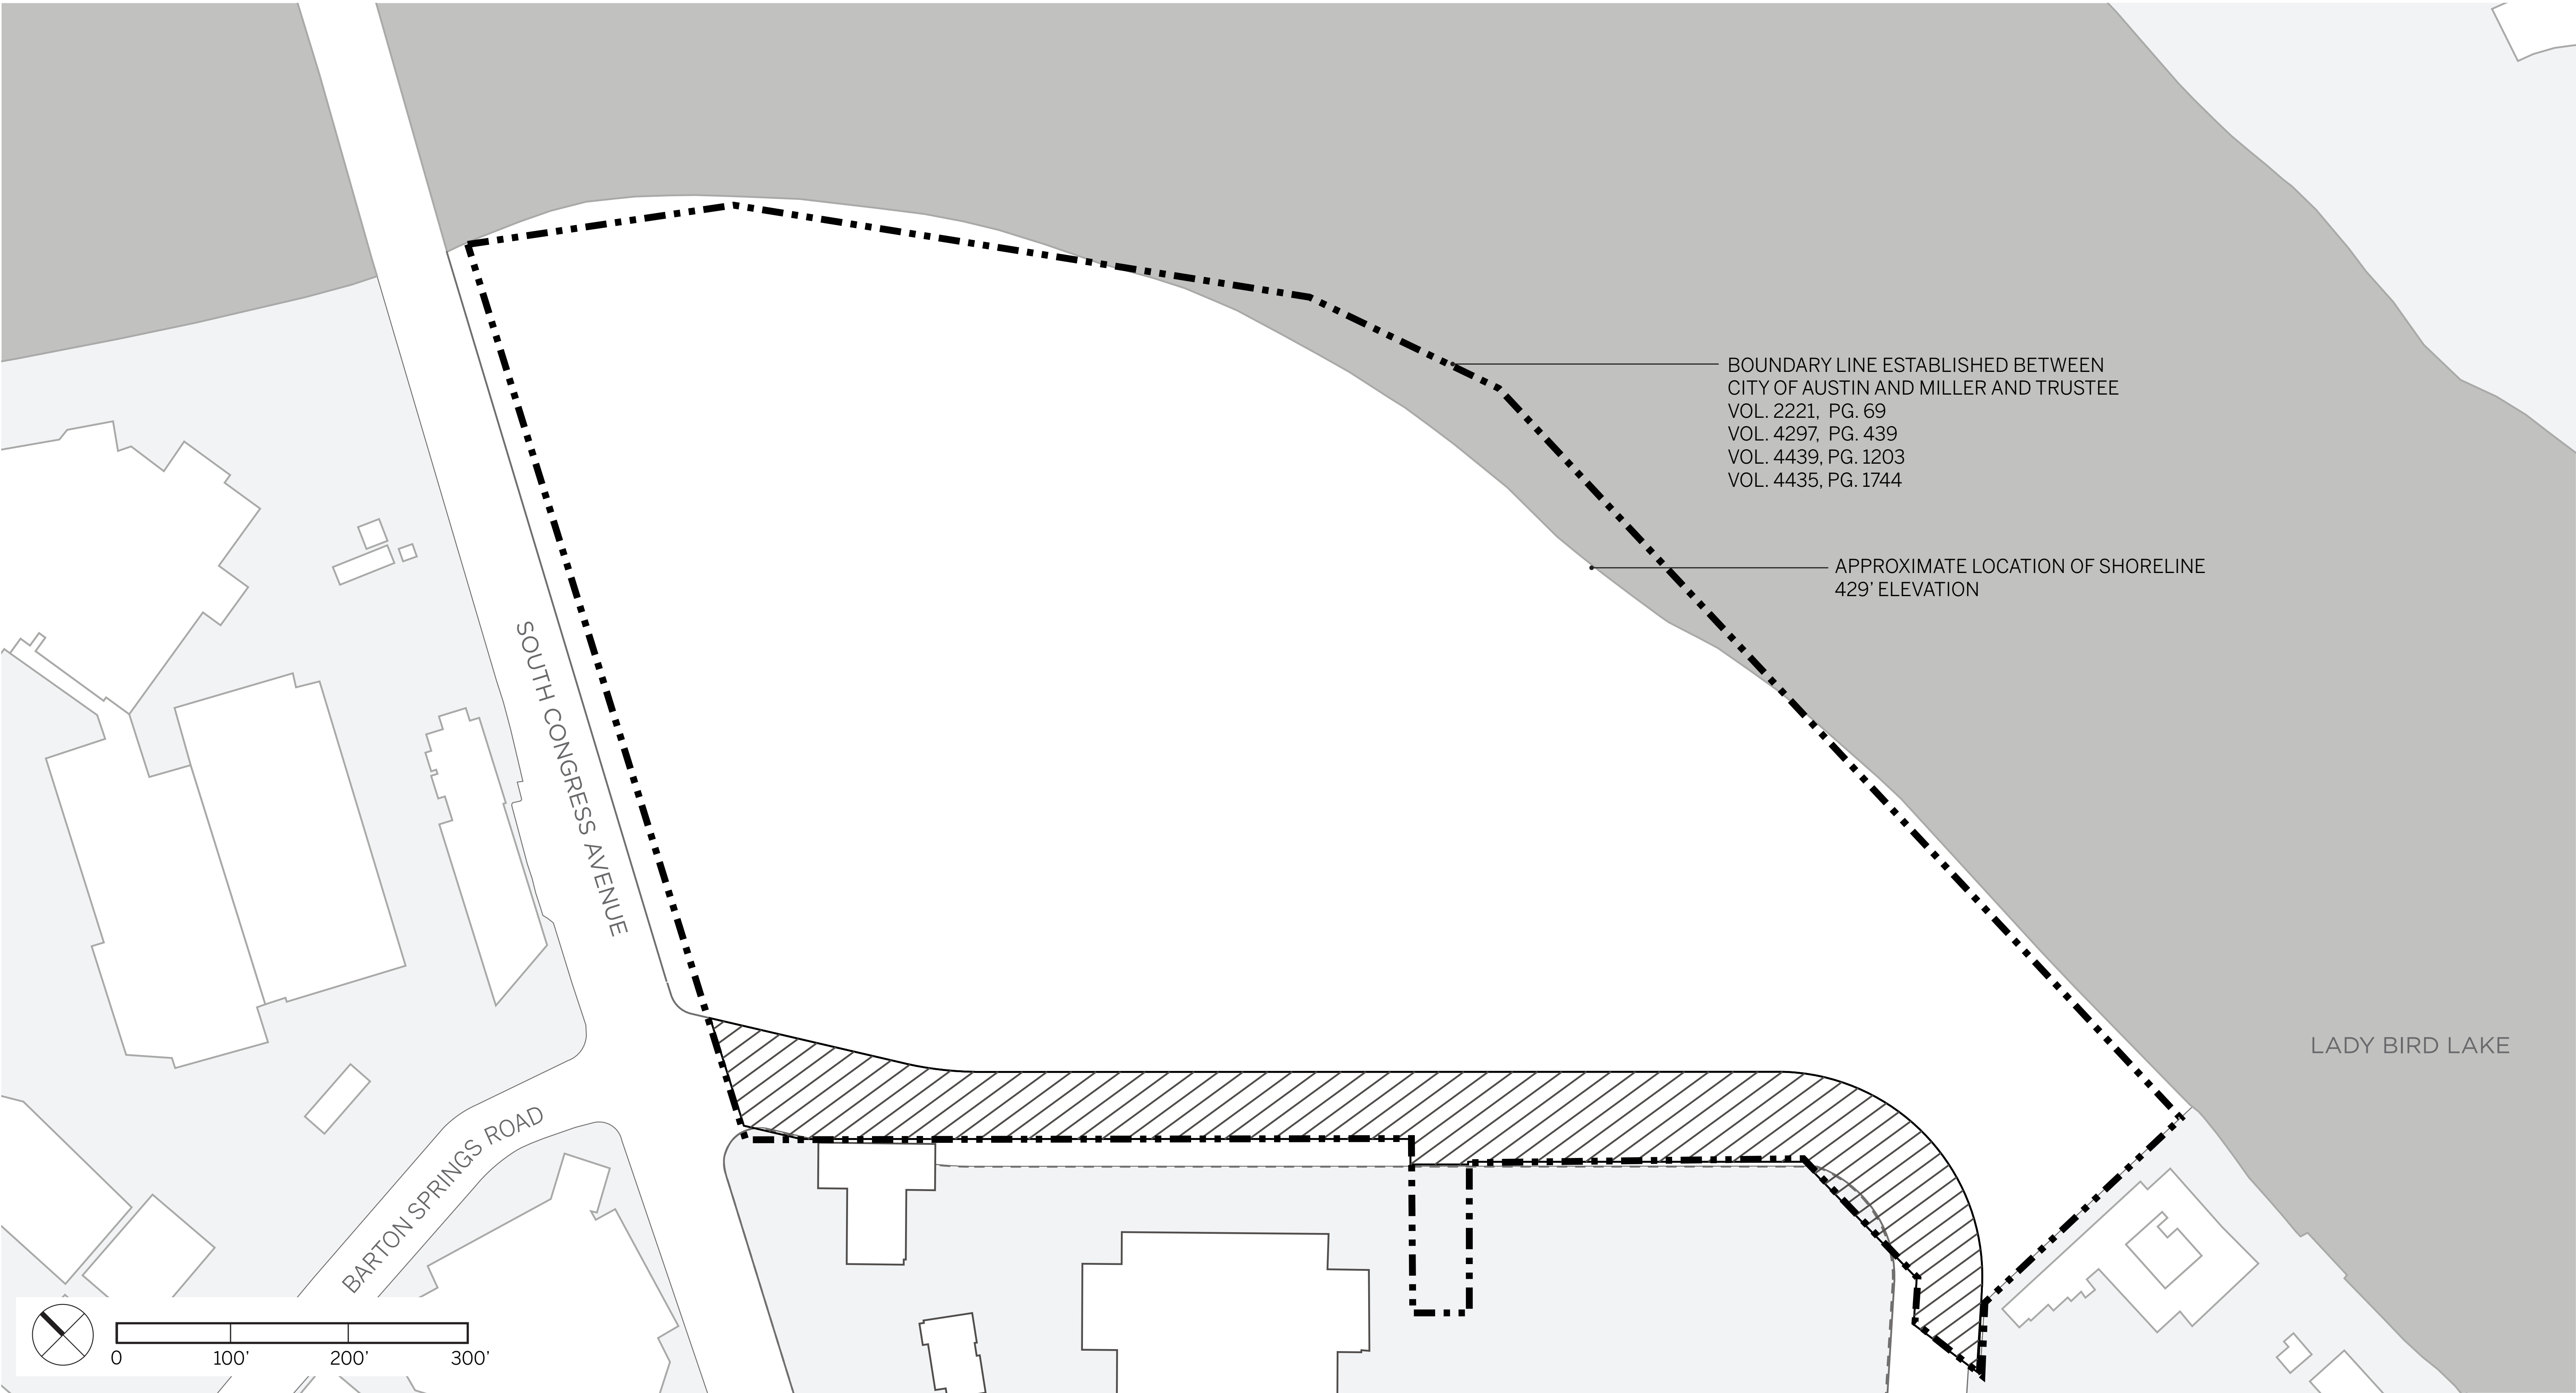 BOUNDARY LINE ESTABLISHED BETWEEN
CITY OF AUSTIN AND MILLER AND TRUSTEE
VOL. 2221, PG. 69
VOL. 4297, PG. 439
VOL. 4439, PG. 1203
VOL. 4435, PG. 1744
APPROXIMATE LOCATION OF SHORELINE
429’ ELEVATION
SOUTH CONGRESS AVENUE
LADY BIRD LAKE
BARTON SPRINGS ROAD
0 100’ 200’ 300’